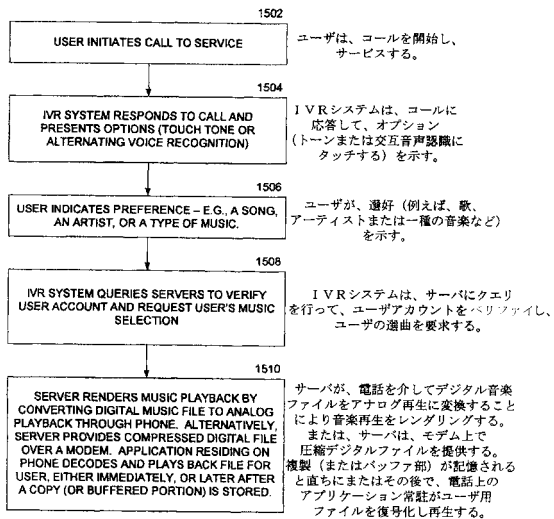 1502
USER INITIATES CALL TO SERVICE
ユーザは、コールを開始し、
サービスする。
1504
IVR SYSTEM RESPONDS TO CALL AND
PRESENTS OPTIONS (TOUCH TONE OR
ALTERNATING VOICE RECOGNITION)
IVRシステムは、コールに
応答して、オプション
(トーンまたは交互音声認識に
タッチする)を示す。
1506
USER INDICATES PREFERENCE – E.G., A SONG,
AN ARTIST, OR A TYPE OF MUSIC.
ユーザが、選好(例えば、歌、
アーティストまたは一種の音楽など)
を示す。
1508
IVR SYSTEM QUERIES SERVERS TO VERIFY
USER ACCOUNT AND REQUEST USER'S MUSIC
SELECTION
IVRシステムは、サーバにクエリ
を行って、ユーザアカウントをベリファイし、
ユーザの選曲を要求する。
1510
SERVER RENDERS MUSIC PLAYBACK BY
CONVERTING DIGITAL MUSIC FILE TO ANALOG
PLAYBACK THROUGH PHONE. ALTERNATIVELY,
SERVER PROVIDES COMPRESSED DIGITAL FILE
OVER A MODEM. APPLICATION RESIDING ON
PHONE DECODES AND PLAYS BACK FILE FOR
USER, EITHER IMMEDIATELY, OR LATER AFTER
A COPY (OR BUFFERED PORTION) IS STORED.
サーバが、電話を介してデジタル音楽
ファイルをアナログ再生に変換すること
により音楽再生をレンダリングする。
または、サーバは、モデム上で
圧縮デジタルファイルを提供する。
複製(またはバッファ部)が記憶される
と直ちにまたはその後で、電話上の
アプリケーション常駐がユーザ用
ファイルを復号化し再生する。